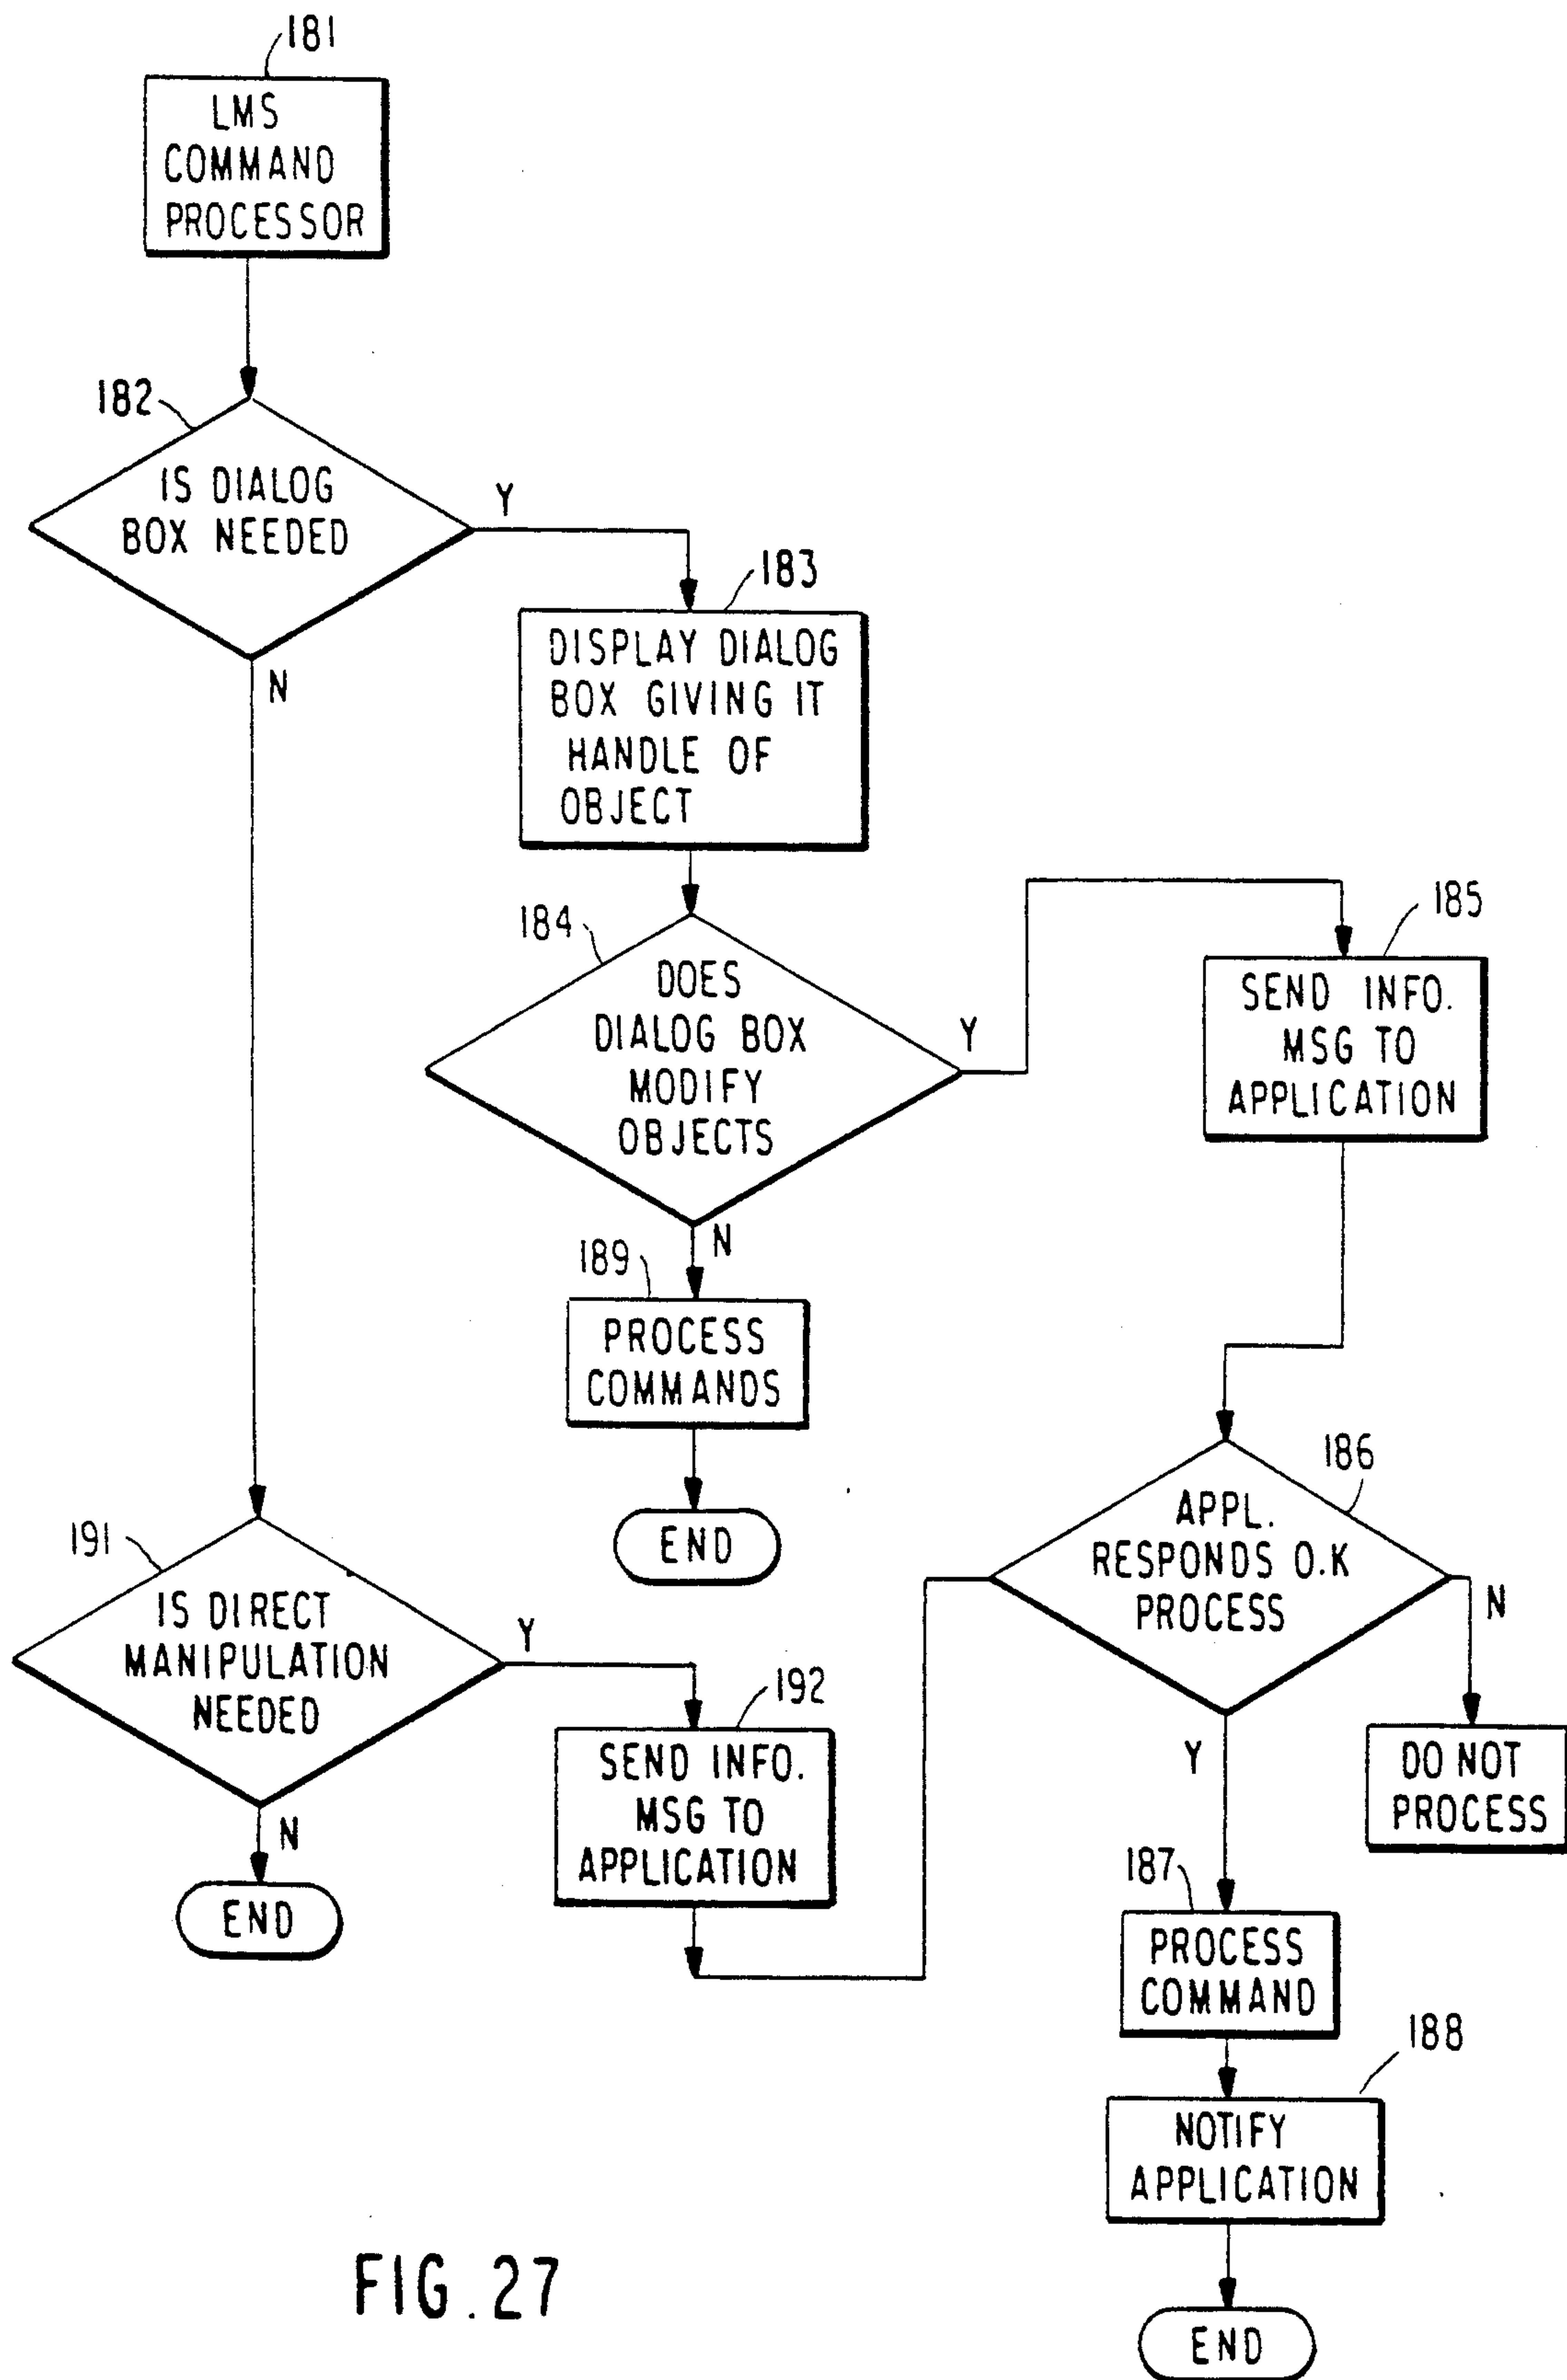 181
LMS
COMMAND
PROCESSOR
182
IS DIALOG
BOX NEEDED
Y
N
183
DISPLAY DIALOG
BOX GIVING IT
HANDLE OF
OBJECT
184
DOES
DIALOG BOX
MODIFY
OBJECTS
Y
N
185
SEND INFO.
MSG TO
APPLICATION
189
PROCESS
COMMANDS
END
186
APPL.
RESPONDS O.K
PROCESS
N
Y
DO NOT
PROCESS
191
IS DIRECT
MANIPULATION
NEEDED
Y
N
END
192
SEND INFO.
MSG TO
APPLICATION
187
PROCESS
COMMAND
188
NOTIFY
APPLICATION
END
FIG. 27